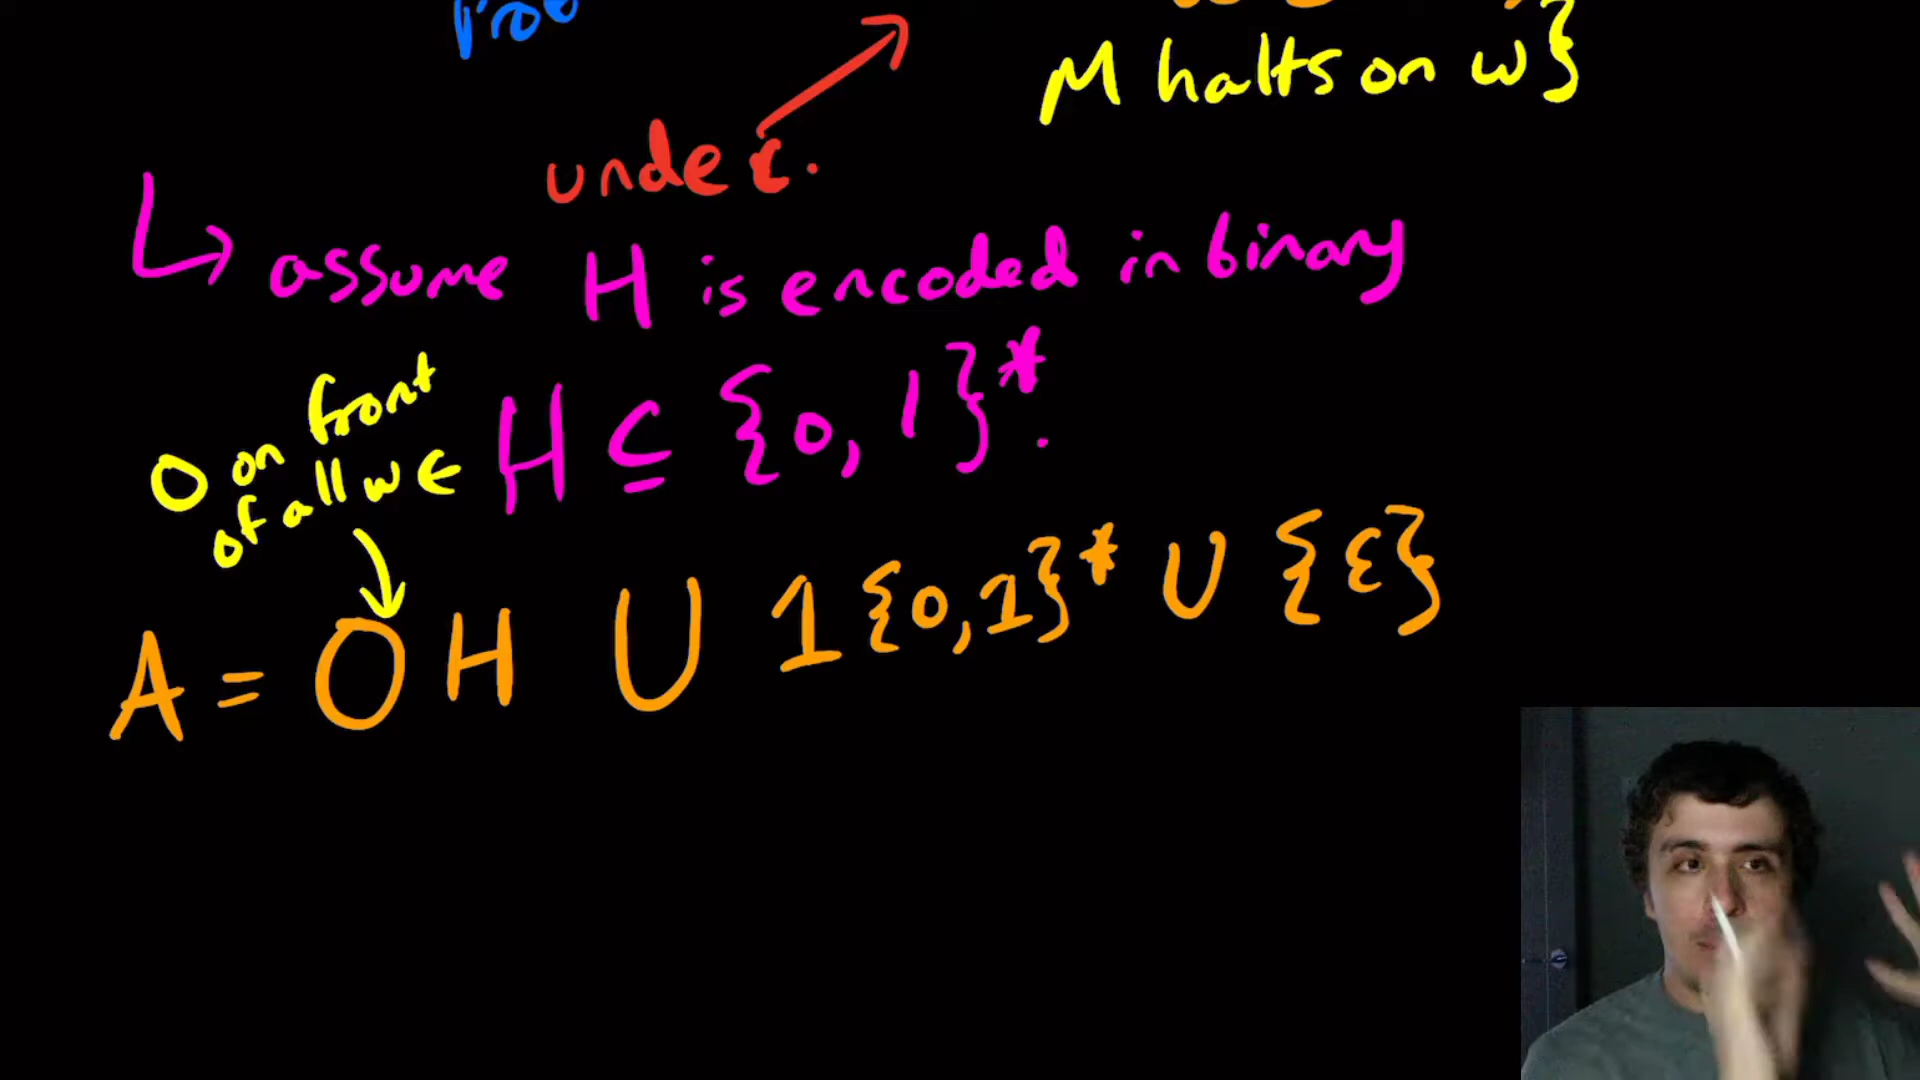 M halts on w}
undec.
↳ assume H is encoded in binary
H ⊆ {0, 1}*.
0 on front
of all w ∈
A = 0H ∪ 1{0,1}* ∪ {ε}